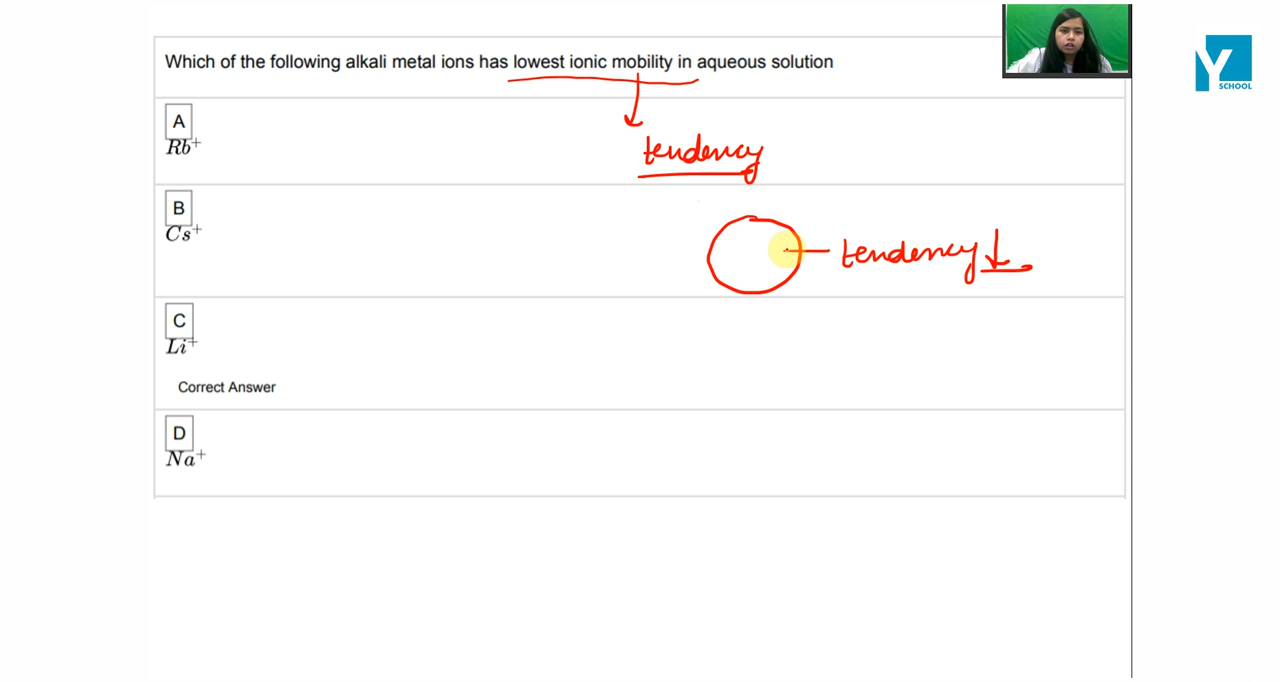 Which of the following alkali metal ions has lowest ionic mobility in aqueous solution
Y
SCHOOL
A
Rb+
tendency
B
Cs+
tendency ↓
C
Li+
Correct Answer
D
Na+